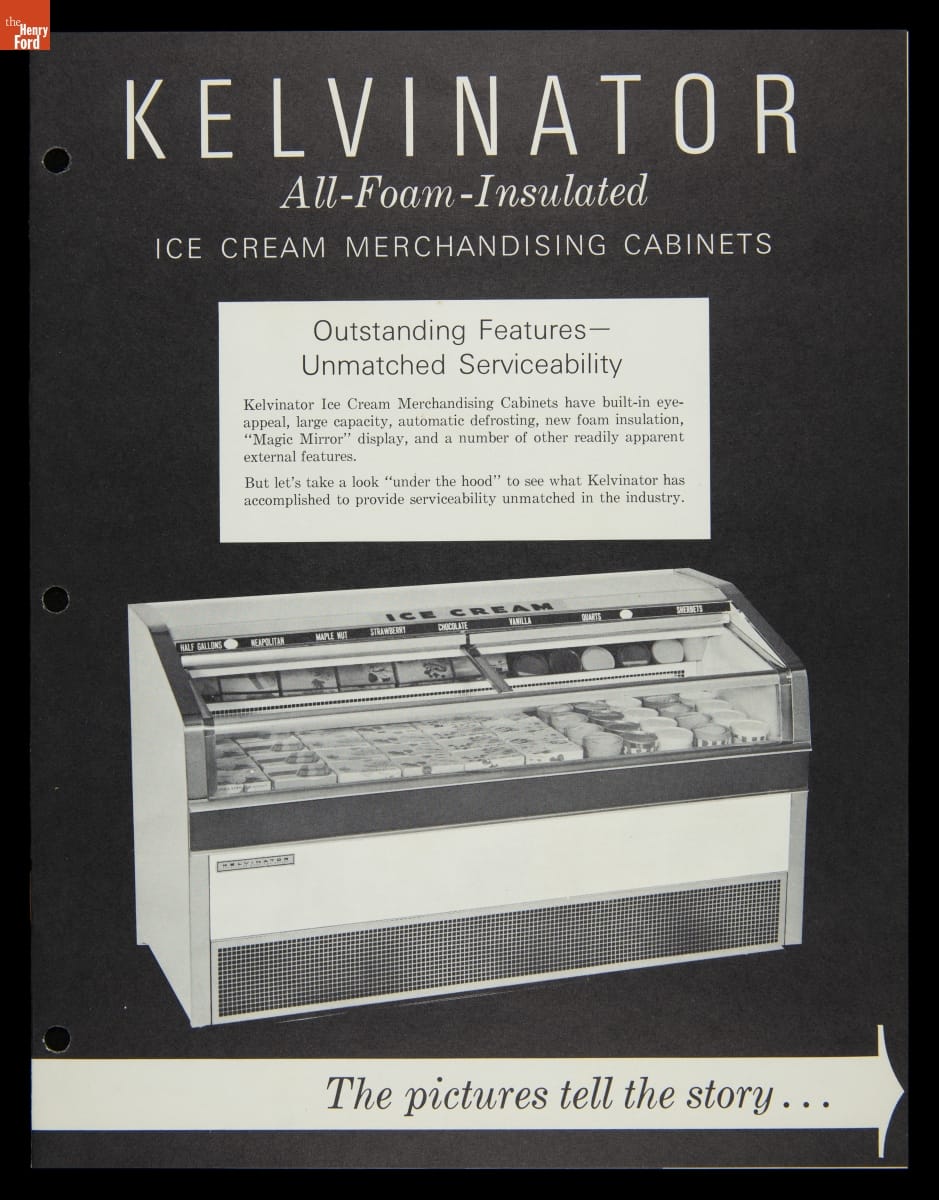 the
Henry
Ford
KELVINATOR
All-Foam-Insulated
ICE CREAM MERCHANDISING CABINETS
Outstanding Features—
Unmatched Serviceability
Kelvinator Ice Cream Merchandising Cabinets have built-in eye-
appeal, large capacity, automatic defrosting, new foam insulation,
“Magic Mirror” display, and a number of other readily apparent
external features.
But let’s take a look “under the hood” to see what Kelvinator has
accomplished to provide serviceability unmatched in the industry.
ICE CREAM
HALF GALLONS NEAPOLITAN MAPLE NUT STRAWBERRY CHOCOLATE VANILLA QUARTS SHERBETS
KELVINATOR
The pictures tell the story . . .